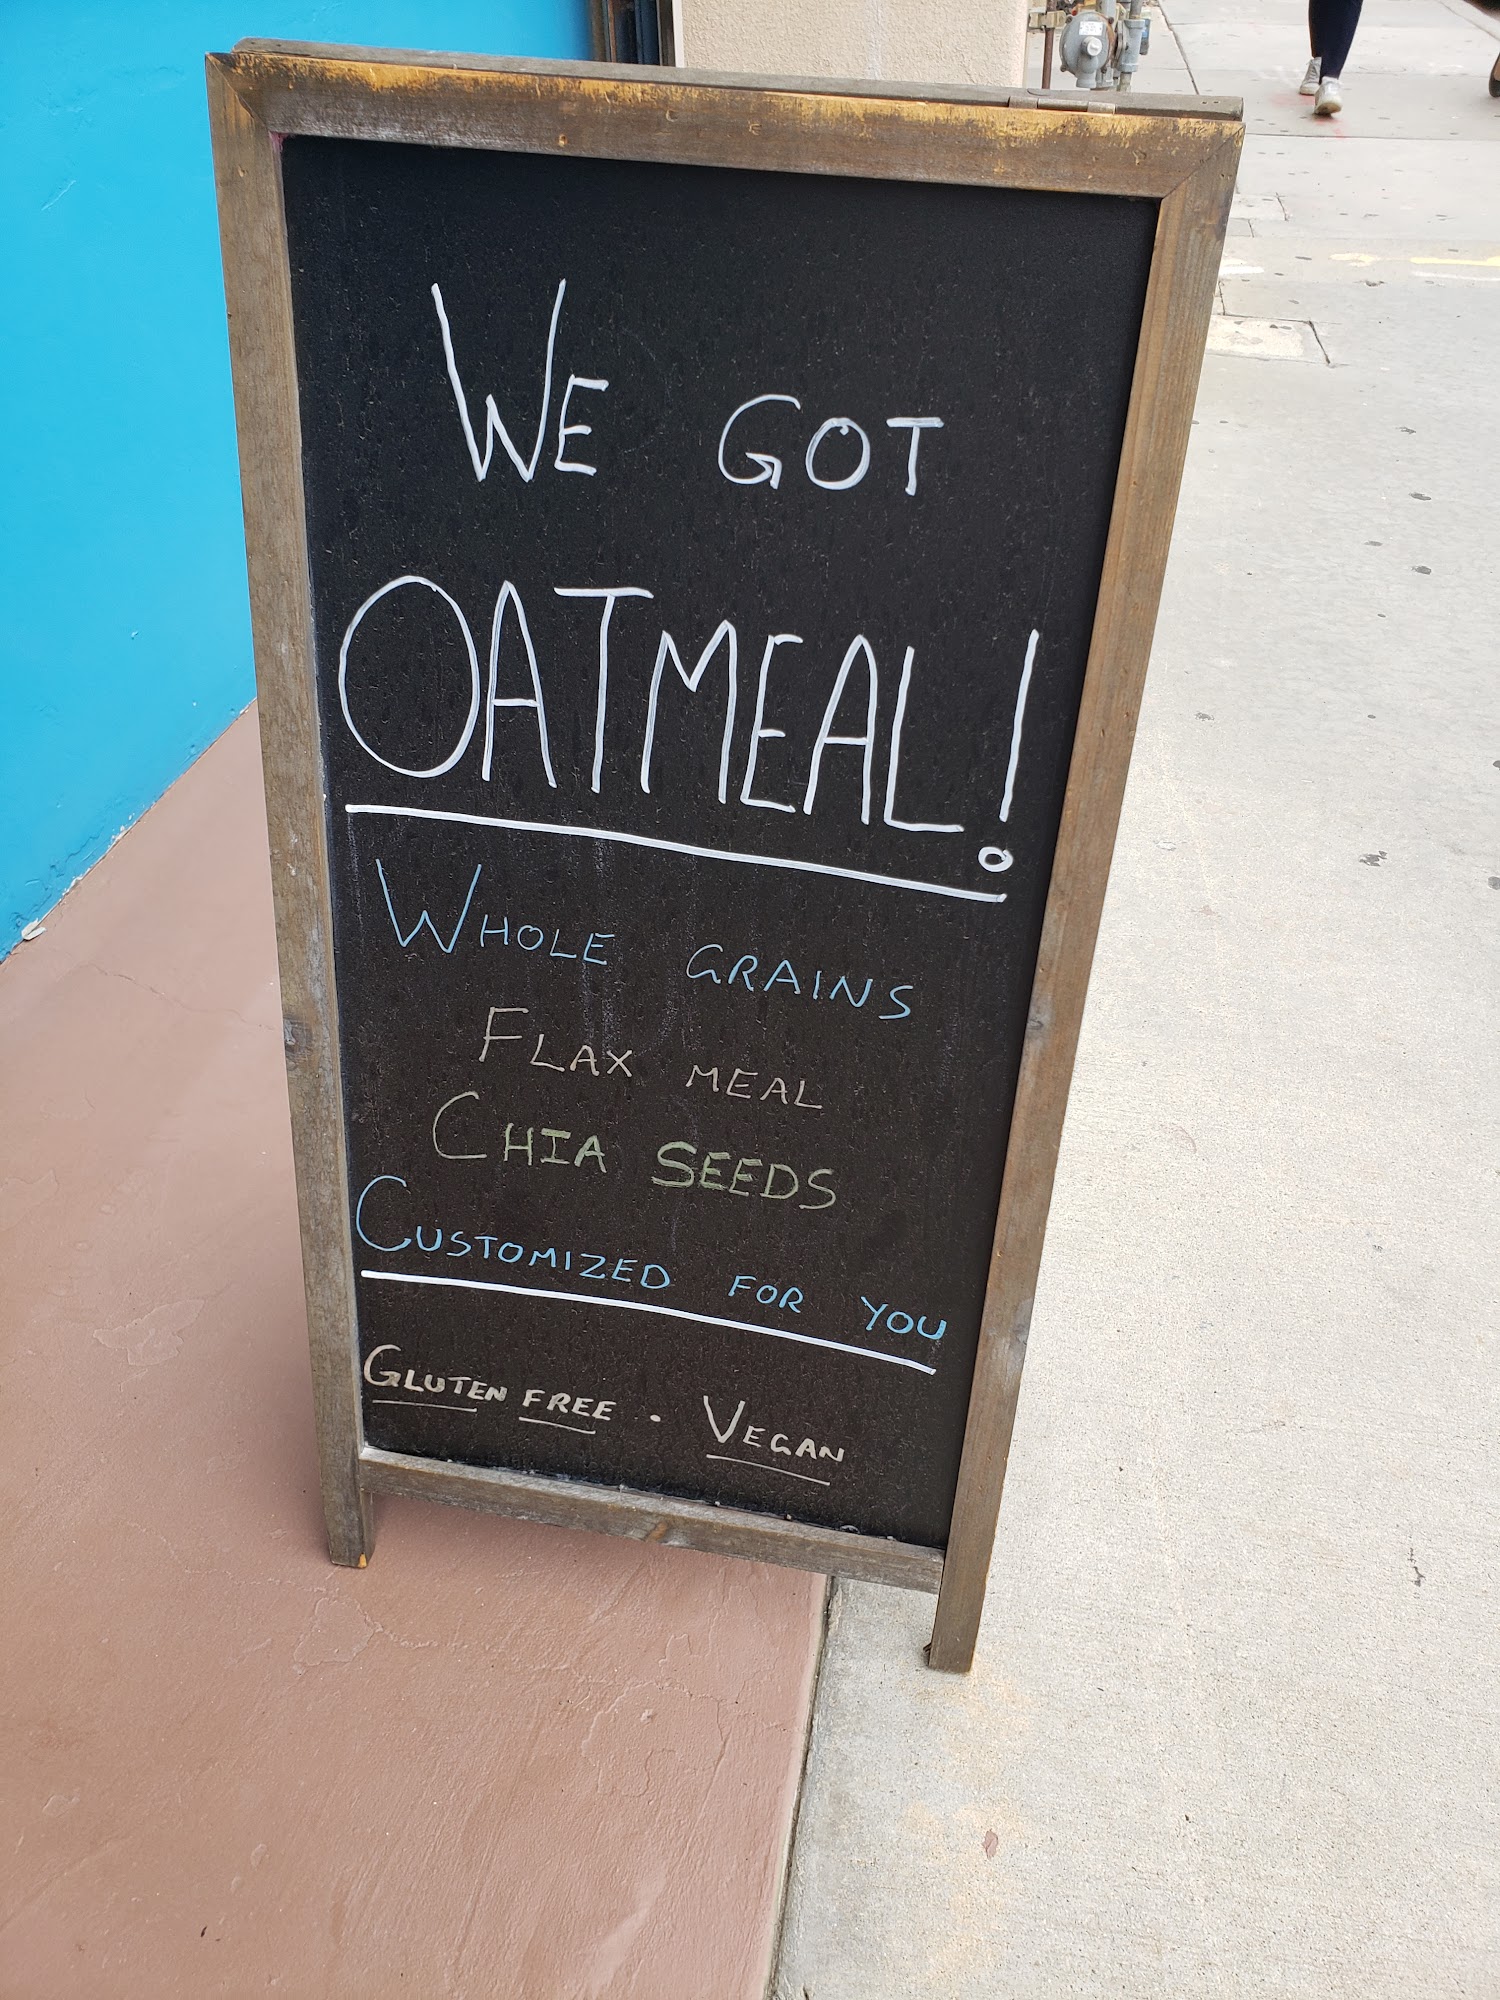 WE GOT
OATMEAL!
WHOLE GRAINS
FLAX MEAL
CHIA SEEDS
CUSTOMIZED FOR YOU
GLUTEN FREE · VEGAN